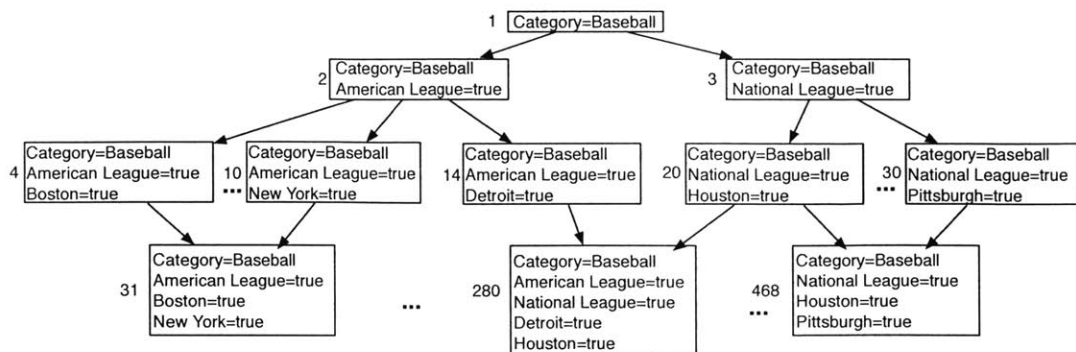 1
Category=Baseball
2
Category=Baseball
American League=true
3
Category=Baseball
National League=true
4
Category=Baseball
American League=true
Boston=true
...
10
Category=Baseball
American League=true
New York=true
14
Category=Baseball
American League=true
Detroit=true
20
Category=Baseball
National League=true
Houston=true
...
30
Category=Baseball
National League=true
Pittsburgh=true
31
Category=Baseball
American League=true
Boston=true
New York=true
...
280
Category=Baseball
American League=true
National League=true
Detroit=true
Houston=true
...
468
Category=Baseball
National League=true
Houston=true
Pittsburgh=true